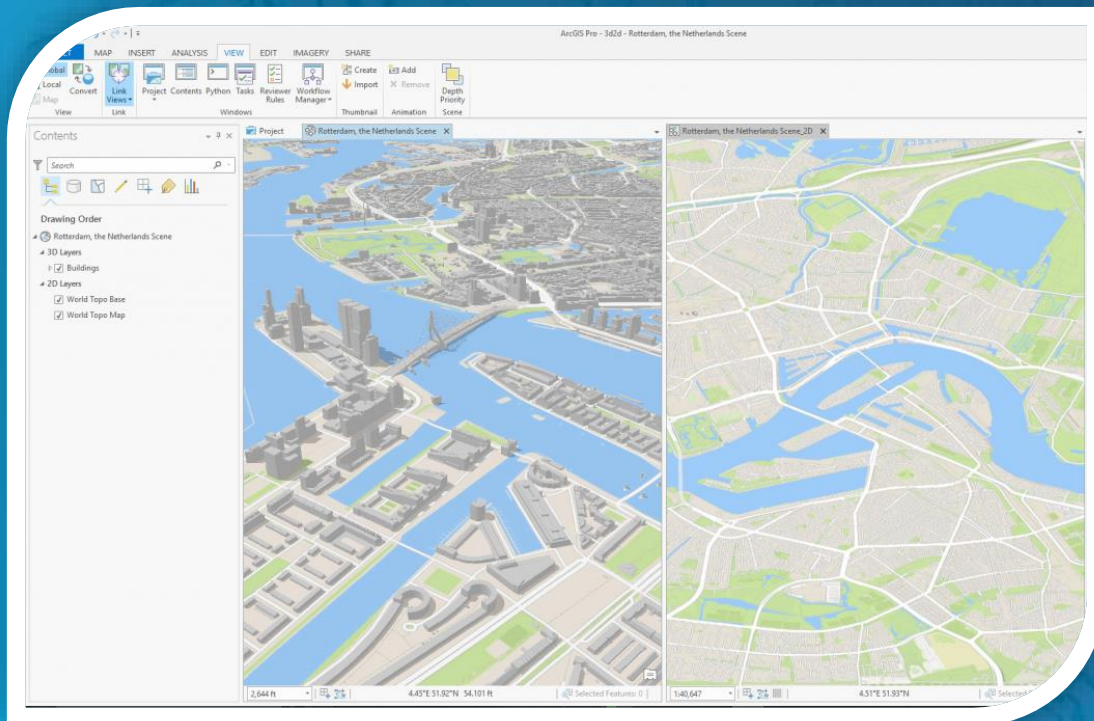 ArcGIS Pro - 3d2d - Rotterdam, the Netherlands Scene
MAP INSERT ANALYSIS VIEW EDIT IMAGERY SHARE
Local
Map
Convert
Link Views
Project Contents Python Tasks Reviewer Rules Workflow Manager
Create
Import
Add
Remove
Depth Priority
View Link Windows Thumbnail Animation Scene
Contents
Search
Drawing Order
Rotterdam, the Netherlands Scene
3D Layers
Buildings
2D Layers
World Topo Base
World Topo Map
Project Rotterdam, the Netherlands Scene
Rotterdam, the Netherlands Scene_2D
2,644 ft 4.45°E 51.92°N 54.101 ft Selected Features: 0
1:40,647 4.51°E 51.93°N Selected